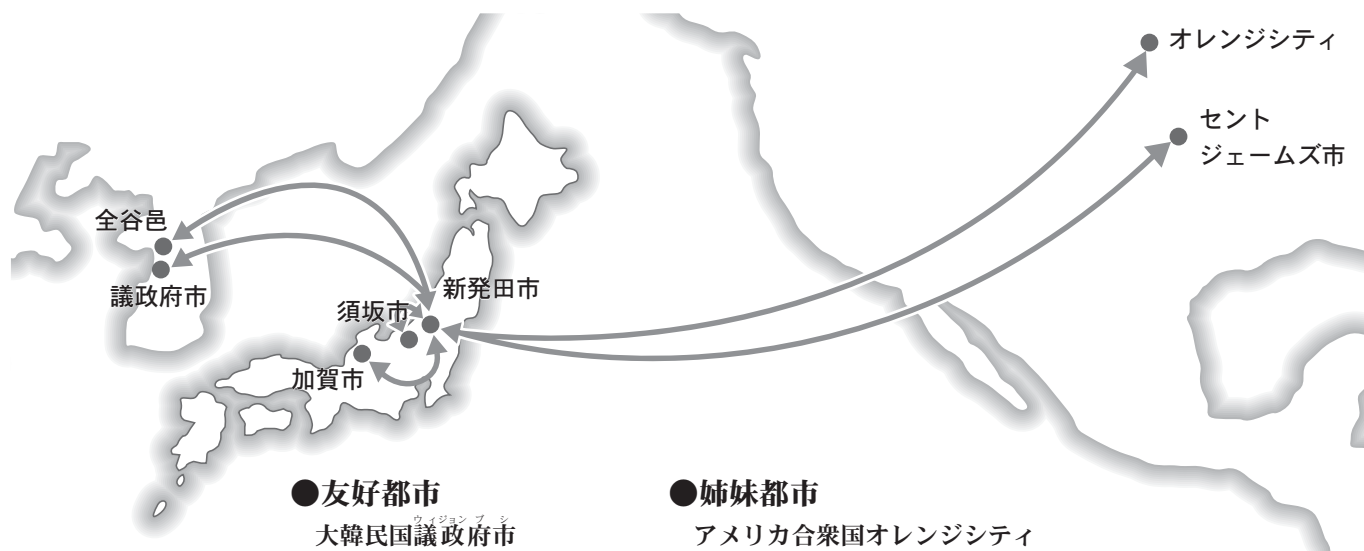 オレンジシティ
セント
ジェームズ市
全谷邑
議政府市
新発田市
須坂市
加賀市
●友好都市
大韓民国議政府市
ウィジョンブシ
●姉妹都市
アメリカ合衆国オレンジシティ